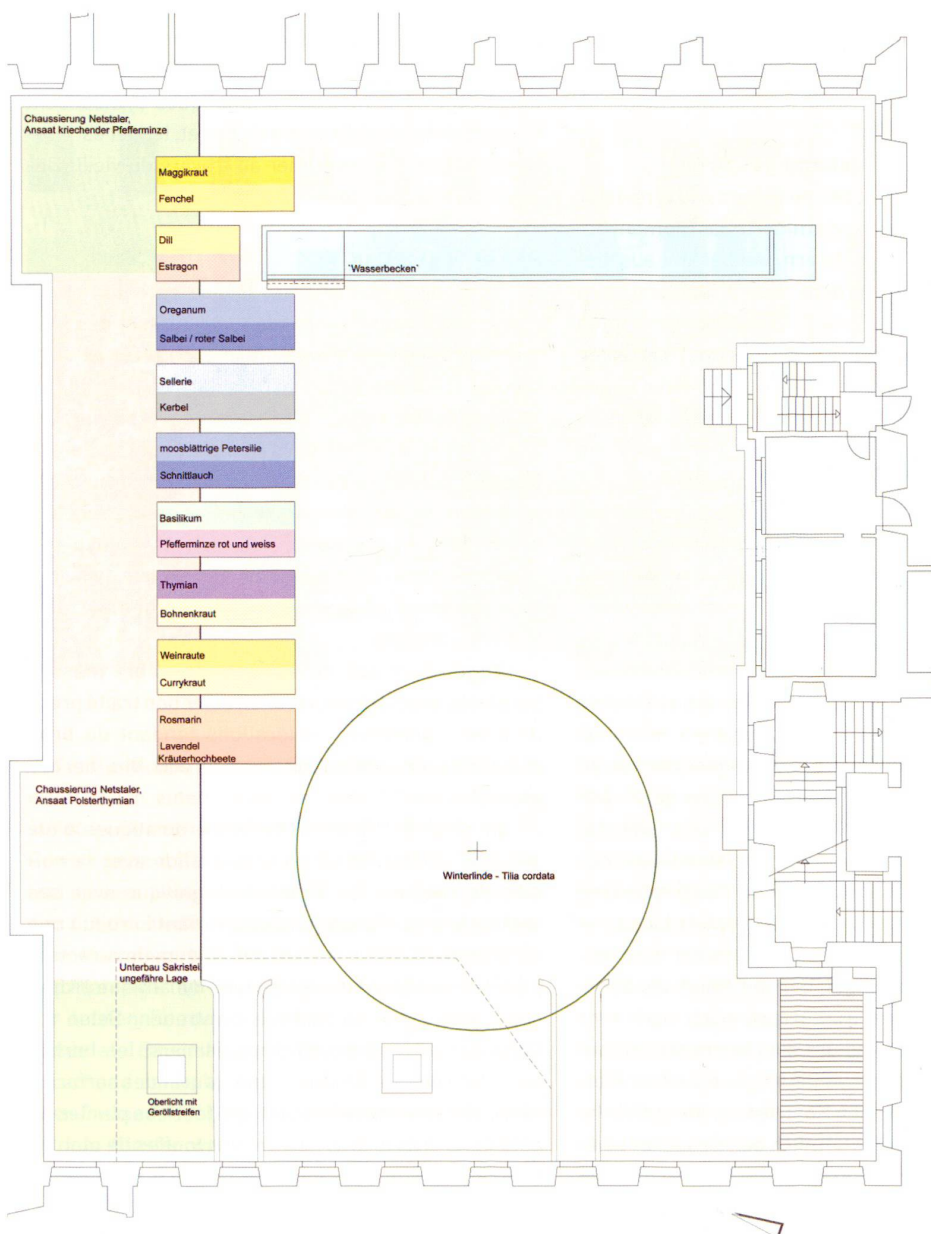 Chaussierung Netstaler,
Ansaat kriechender Pfefferminze
Maggikraut
Fenchel
Dill
Estragon
"Wasserbecken"
Oreganum
Salbei / roter Salbei
Sellerie
Kerbel
moosblättrige Petersilie
Schnittlauch
Basilikum
Pfefferminze rot und weiss
Thymian
Bohnenkraut
Weinraute
Currykraut
Rosmarin
Lavendel
Kräuterhochbeete
Chaussierung Netstaler,
Ansaat Polsterthymian
Winterlinde - Tilia cordata
Unterbau Sakristei,
ungefähre Lage
Oberlicht mit
Geröllstreifen